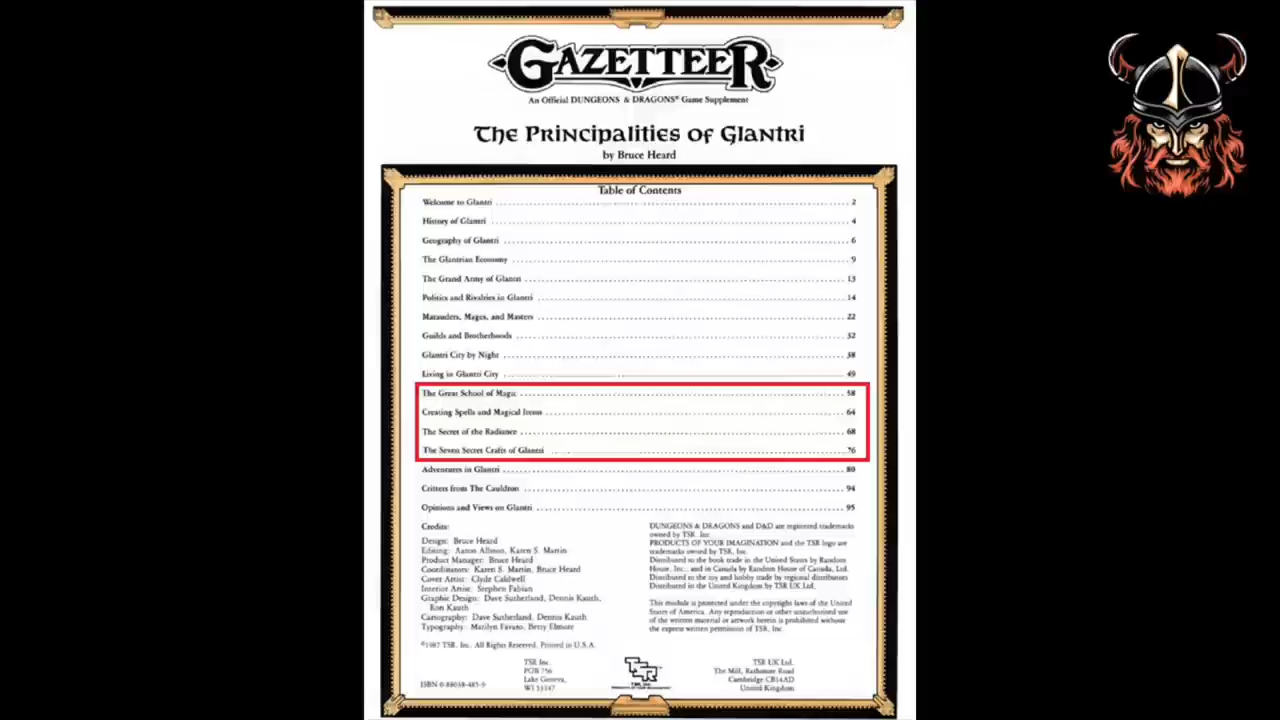 GAZETTEER
An Official DUNGEONS & DRAGONS® Game Supplement
The Principalities of Glantri
by Bruce Heard
Table of Contents
Welcome to Glantri 2
History of Glantri 4
Geography of Glantri 6
The Glantrian Economy 9
The Grand Army of Glantri 13
Politics and Rivalries in Glantri 14
Marauders, Mages, and Masters 22
Guilds and Brotherhoods 32
Glantri City by Night 38
Living in Glantri City 49
The Great School of Magic 58
Creating Spells and Magical Items 64
The Secret of the Radiance 68
The Seven Secret Crafts of Glantri 76
Adventures in Glantri 80
Critters from The Cauldron 94
Opinions and Views on Glantri 95
Credits:
Design: Bruce Heard
Editing: Aaron Allston, Karen S. Martin
Product Manager: Bruce Heard
Coordinators: Karen S. Martin, Bruce Heard
Cover Artist: Clyde Caldwell
Interior Artist: Stephen Fabian
Graphic Design: Dave Sutherland, Dennis Kauth,
Ron Kauth
Cartography: Dave Sutherland, Dennis Kauth
Typography: Marilyn Favaro, Betty Elmore
©1987 TSR, Inc. All Rights Reserved. Printed in U.S.A.
DUNGEONS & DRAGONS and D&D are registered trademarks
owned by TSR, Inc.
PRODUCTS OF YOUR IMAGINATION and the TSR logo are
trademarks owned by TSR, Inc.
Distributed to the book trade in the United States by Random
House, Inc., and in Canada by Random House of Canada, Ltd.
Distributed to the toy and hobby trade by regional distributors
Distributed in the United Kingdom by TSR UK Ltd.
This module is protected under the copyright laws of the United
States of America. Any reproduction or other unauthorized use
of the written material or artwork herein is prohibited without
the express written permission of TSR, Inc.
ISBN 0-88038-485-9
TSR Inc.
POB 756
Lake Geneva,
WI 53147
TSR, Inc.
PRODUCTS OF YOUR IMAGINATION
TSR UK Ltd.
The Mill, Rathmore Road
Cambridge CB14AD
United Kingdom